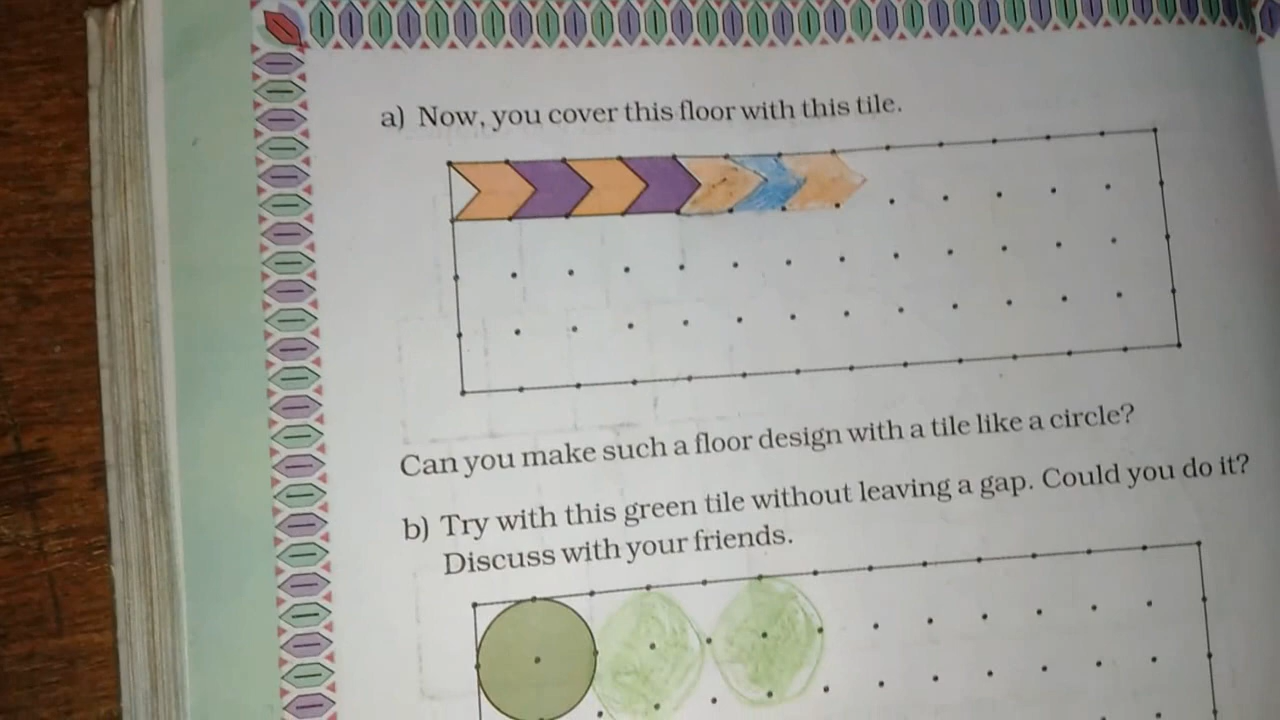 a) Now, you cover this floor with this tile.
Can you make such a floor design with a tile like a circle?
b) Try with this green tile without leaving a gap. Could you do it?
Discuss with your friends.